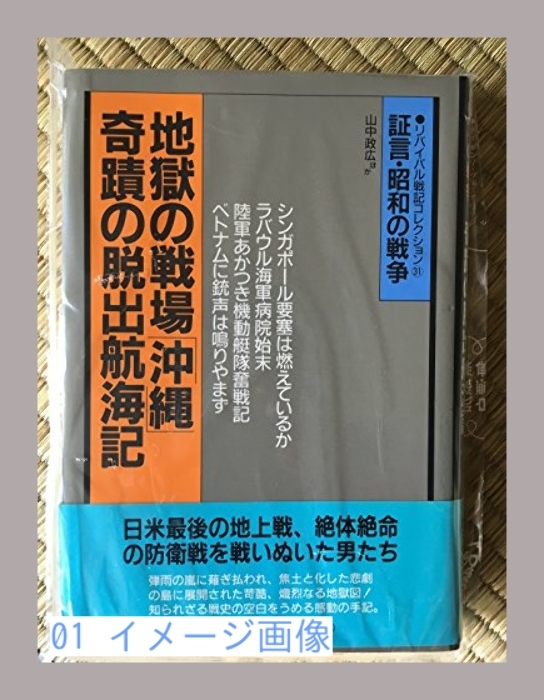 ●リバイバル戦記コレクション㉛
証言・昭和の戦争
山中政広ほか
シンガポール要塞は燃えているか
ラバウル海軍病院始末
陸軍あかつき機動艇隊奮戦記
ベトナムに銃声は鳴りやまず
地獄の戦場「沖縄」
奇蹟の脱出航海記
日米最後の地上戦、絶体絶命
の防衛戦を戦いぬいた男たち
弾雨の嵐に薙ぎ払われ、焦土と化した悲劇
の島に展開された苛酷、熾烈なる地獄図!
知られざる戦史の空白をうめる感動の手記。
01 イメージ画像